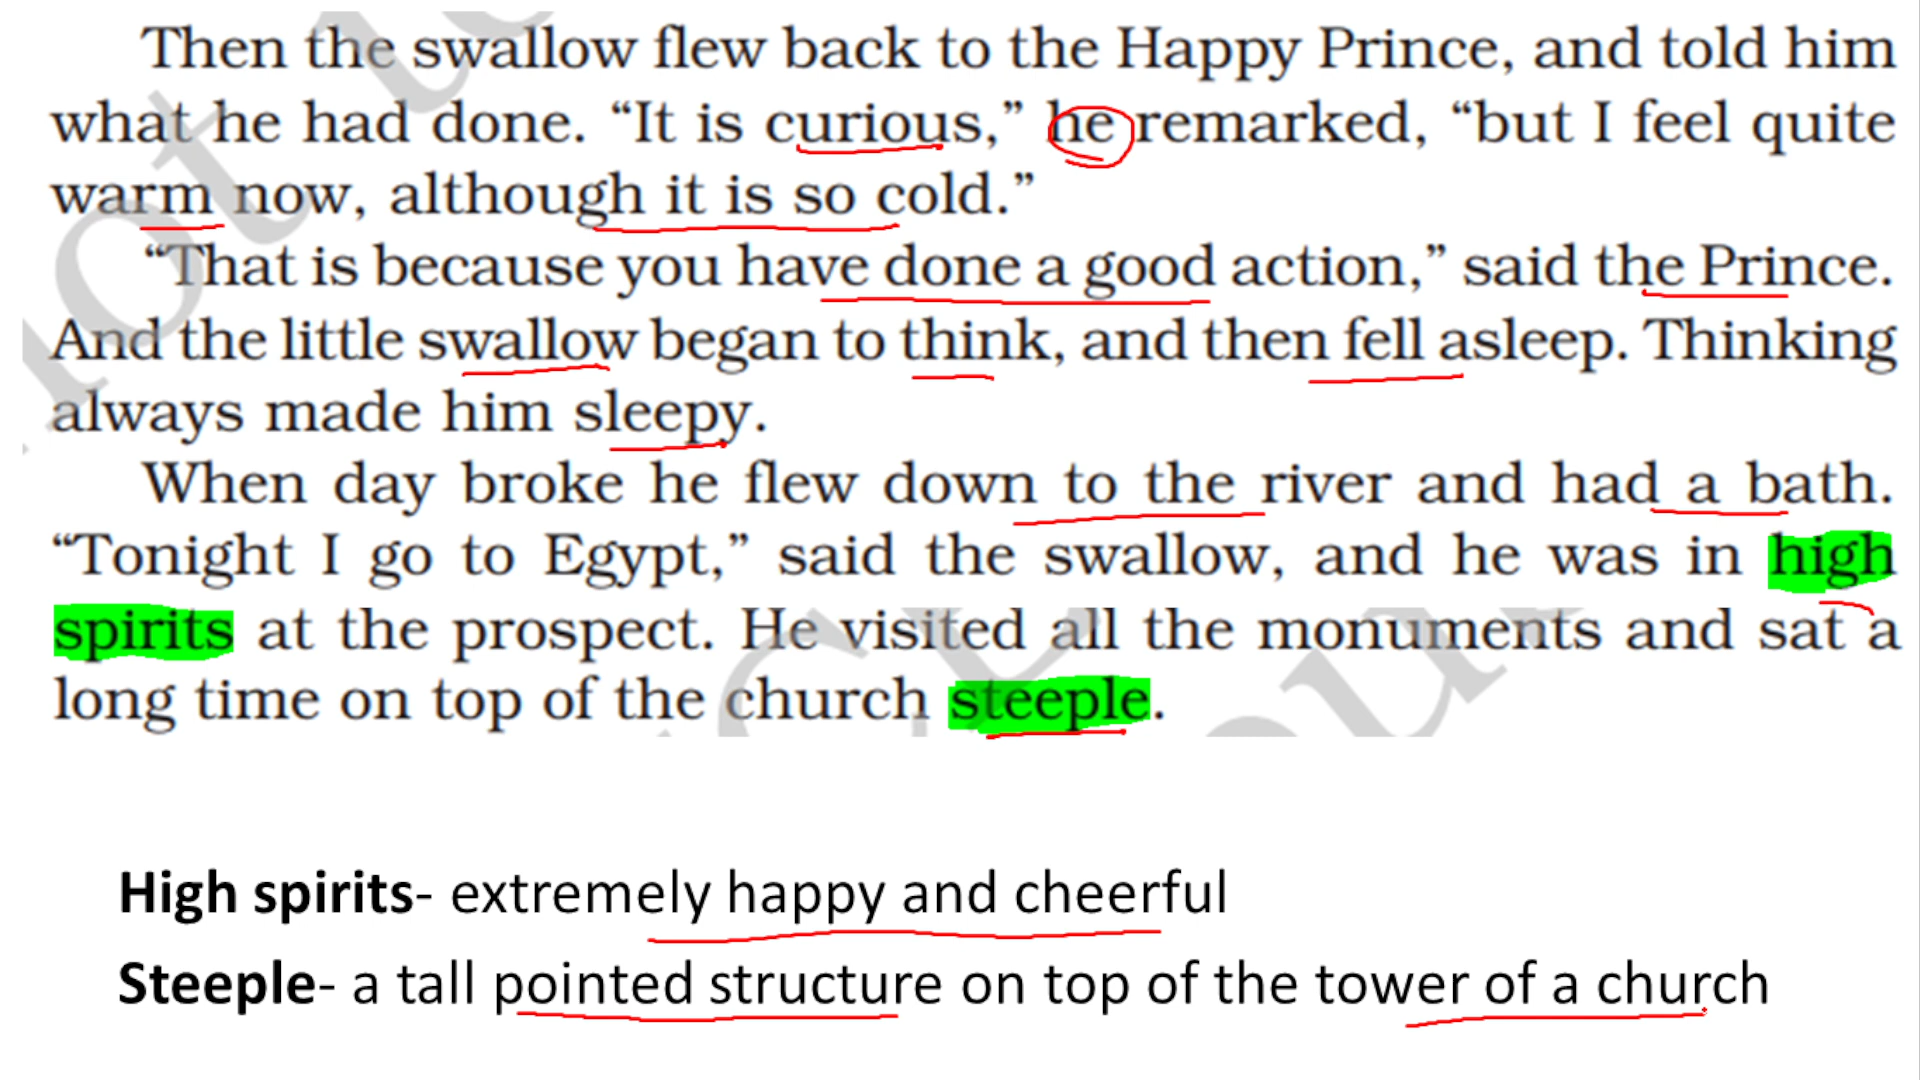 Then the swallow flew back to the Happy Prince, and told him
what he had done. “It is curious,” he remarked, “but I feel quite
warm now, although it is so cold.”
“That is because you have done a good action,” said the Prince.
And the little swallow began to think, and then fell asleep. Thinking
always made him sleepy.
When day broke he flew down to the river and had a bath.
“Tonight I go to Egypt,” said the swallow, and he was in high
spirits at the prospect. He visited all the monuments and sat a
long time on top of the church steeple.
High spirits- extremely happy and cheerful
Steeple- a tall pointed structure on top of the tower of a church